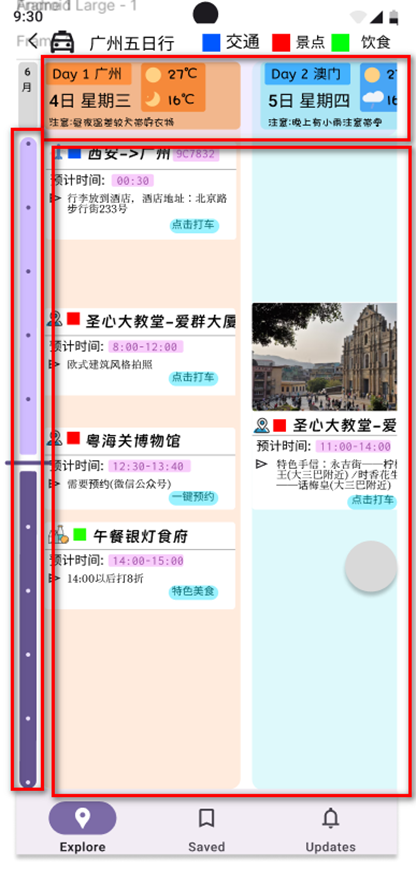 Android Large - 1
9:30
Fram
广州五日行
交通
景点
饮食
6
月
Day 1 广州
27℃
16℃
4日 星期三
注意:昼夜温差较大带好衣物
Day 2 澳门
5日 星期四
16
注意:晚上有小雨注意带伞
西安->广州 9C7832
预计时间: 00:30
行李放到酒店，酒店地址：北京路
步行街233号
点击打车
圣心大教堂-爱群大厦
预计时间: 8:00-12:00
欧式建筑风格拍照
点击打车
粤海关博物馆
预计时间: 12:30-13:40
需要预约(微信公众号)
一键预约
午餐银灯食府
预计时间: 14:00-15:00
14:00以后打8折
特色美食
圣心大教堂-爱
预计时间: 11:00-14:00
特色手信：永吉街——柠檬
王(大三巴附近) /时香花生
——话梅皇(大三巴附近)
点击打车
Explore
Saved
Updates